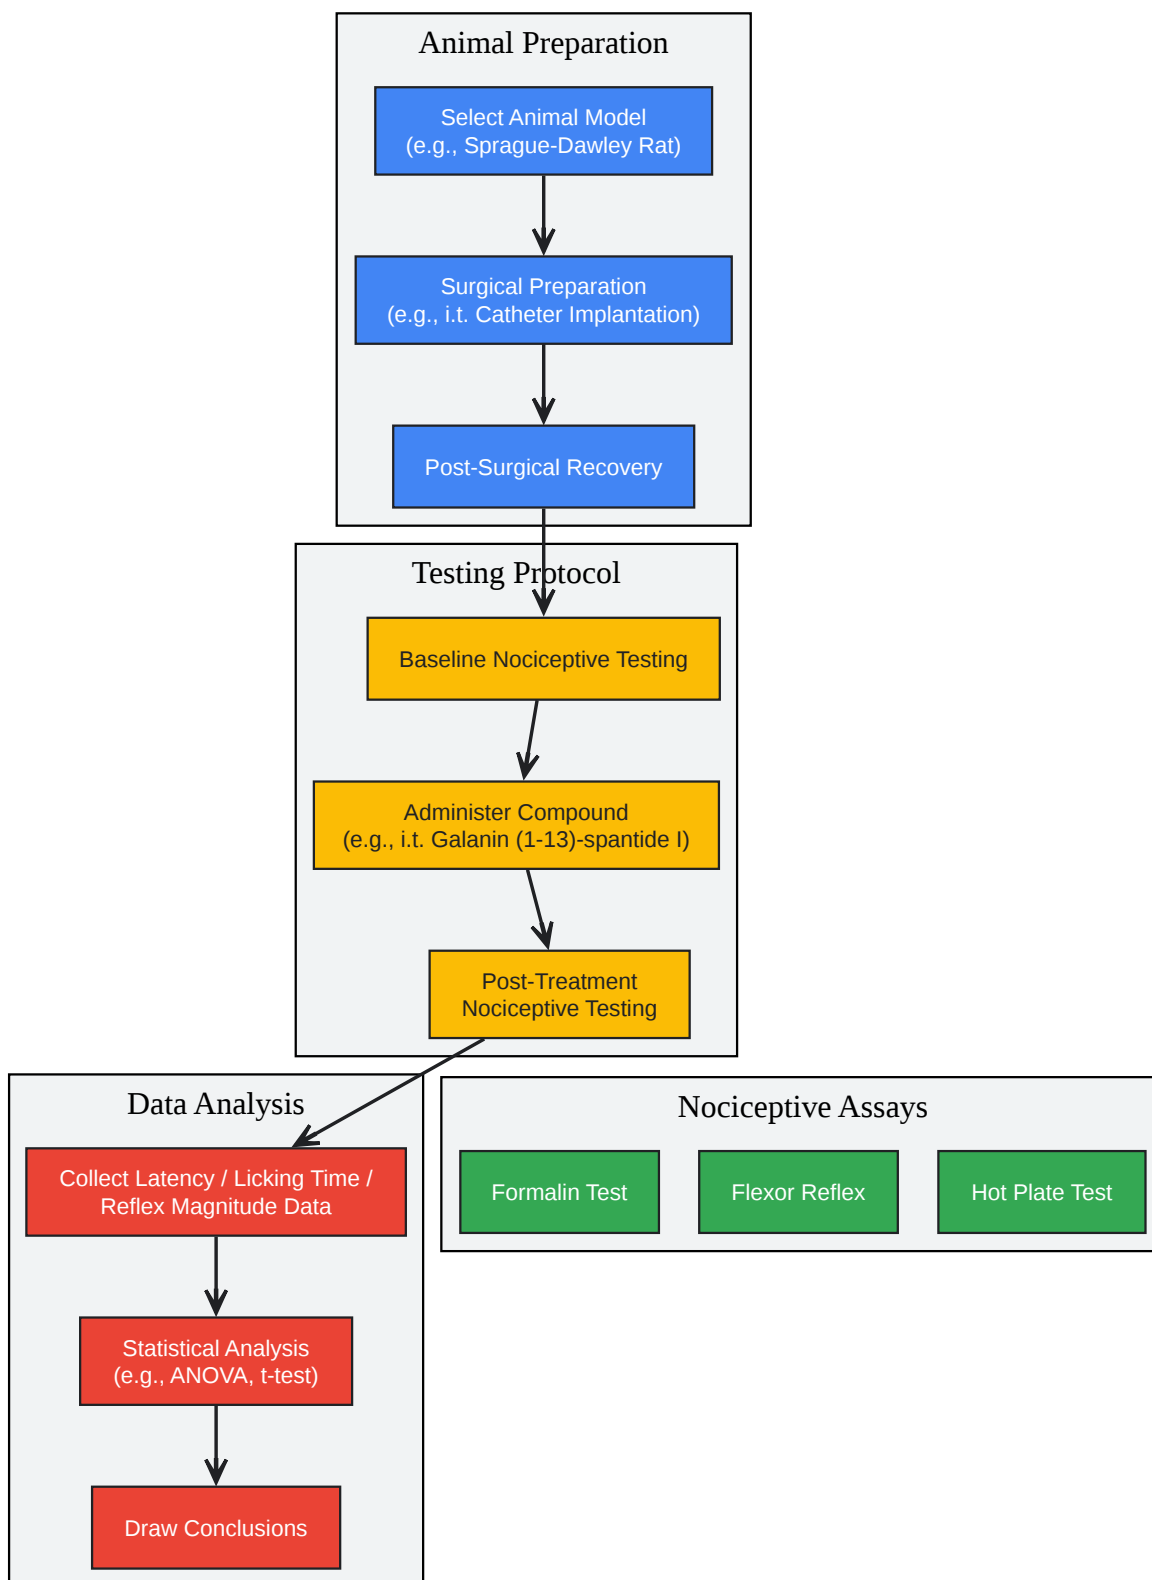 Animal Preparation
Select Animal Model
(e.g., Sprague-Dawley Rat)
Surgical Preparation
(e.g., i.t. Catheter Implantation)
Post-Surgical Recovery
Testing Protocol
Baseline Nociceptive Testing
Administer Compound
(e.g., i.t. Galanin (1-13)-spantide I)
Post-Treatment
Nociceptive Testing
Data Analysis
Collect Latency / Licking Time /
Reflex Magnitude Data
Statistical Analysis
(e.g., ANOVA, t-test)
Draw Conclusions
Nociceptive Assays
Formalin Test
Flexor Reflex
Hot Plate Test